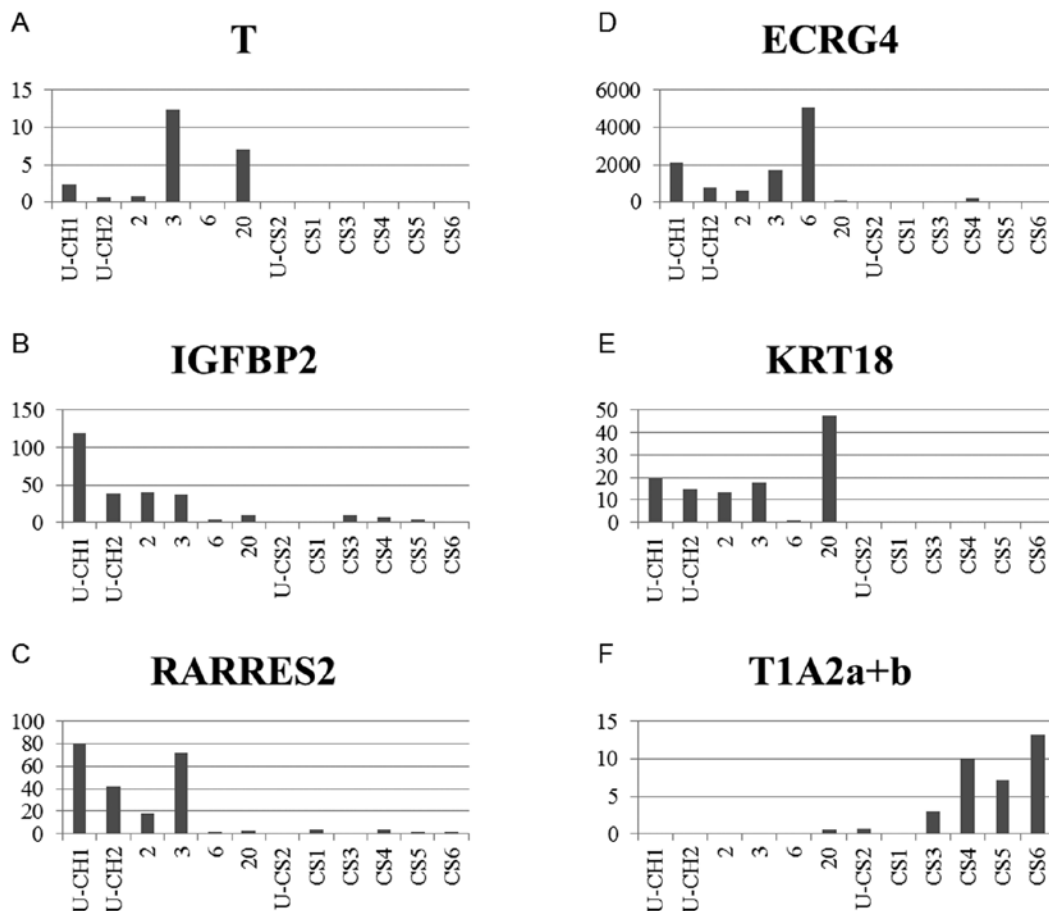 A
T
15
10
5
0
U-CH1
U-CH2
2
3
6
20
U-CS2
CS1
CS3
CS4
CS5
CS6
B
IGFBP2
150
100
50
0
U-CH1
U-CH2
2
3
6
20
U-CS2
CS1
CS3
CS4
CS5
CS6
C
RARRES2
100
80
60
40
20
0
U-CH1
U-CH2
2
3
6
20
U-CS2
CS1
CS3
CS4
CS5
CS6
D
ECRG4
6000
4000
2000
0
U-CH1
U-CH2
2
3
6
20
U-CS2
CS1
CS3
CS4
CS5
CS6
E
KRT18
50
40
30
20
10
0
U-CH1
U-CH2
2
3
6
20
U-CS2
CS1
CS3
CS4
CS5
CS6
F
T1A2a+b
15
10
5
0
U-CH1
U-CH2
2
3
6
20
U-CS2
CS1
CS3
CS4
CS5
CS6